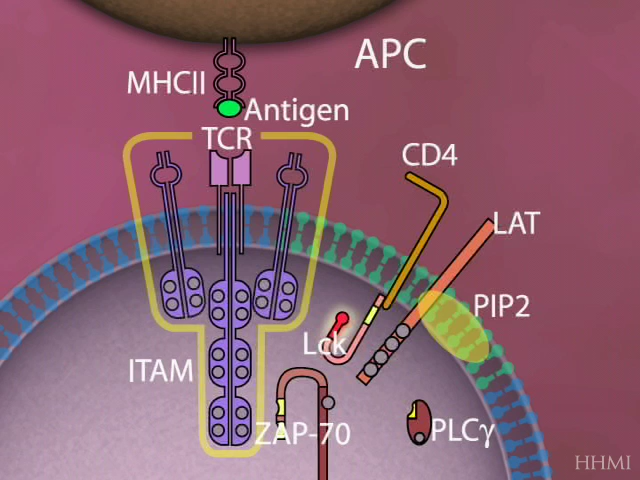 APC
MHCII
Antigen
TCR
CD4
LAT
PIP2
Lck
ITAM
ZAP-70
PLCγ
HHMI